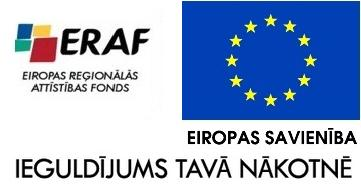 ERAF
EIROPAS REĢIONĀLĀS
ATTĪSTĪBAS FONDS
EIROPAS SAVIENĪBA
IEGULDĪJUMS TAVĀ NĀKOTNĒ